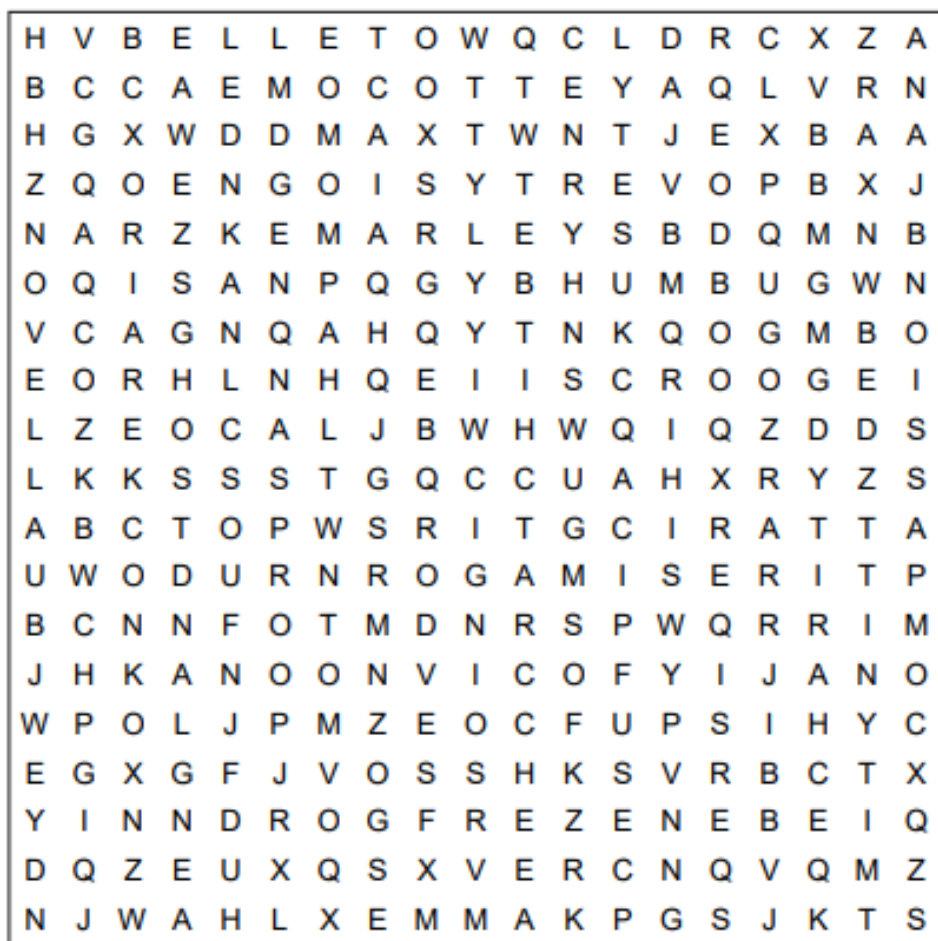 H V B E L L E T O W Q C L D R C X Z A
B C C A E M O C O T T E Y A Q L V R N
H G X W D D M A X T W N T J E X B A A
Z Q O E N G O I S Y T R E V O P B X J
N A R Z K E M A R L E Y S B D Q M N B
O Q I S A N P Q G Y B H U M B U G W N
V C A G N Q A H Q Y T N K Q O G M B O
E O R H L N H Q E I I S C R O O G E I
L Z E O C A L J B W H W Q I Q Z D D S
L K K S S S T G Q C C U A H X R Y Z S
A B C T O P W S R I T G C I R A T T A
U W O D U R N R O G A M I S E R I T P
B C N N F O T M D N R S P W Q R R I M
J H K A N O O N V I C O F Y I J A N O
W P O L J P M Z E O C F U P S I H Y C
E G X G F J V O S S H K S V R B C T X
Y I N N D R O G F R E Z E N E B E I Q
D Q Z E U X Q S X V E R C N Q V Q M Z
N J W A H L X E M M A K P G S J K T S